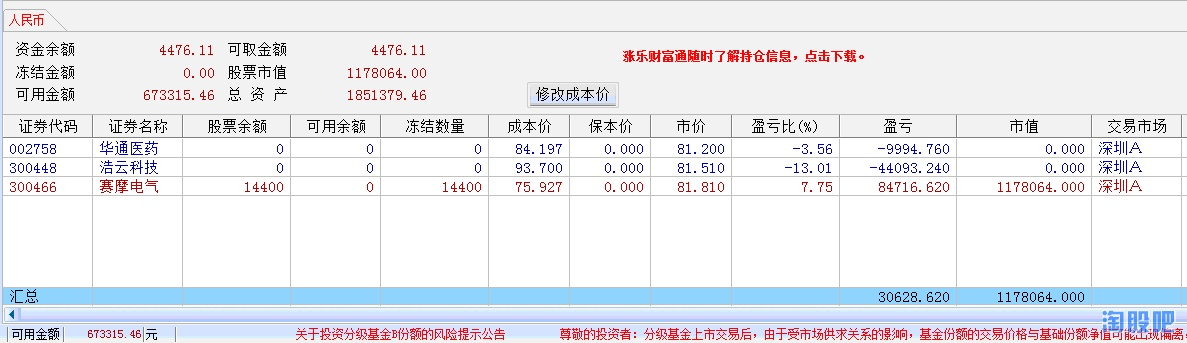 人民币
资金余额 4476.11 可取金额 4476.11
涨乐财富通随时了解持仓信息，点击下载。
冻结金额 0.00 股票市值 1178064.00
可用金额 673315.46 总 资 产 1851379.46 修改成本价
证券代码 证券名称 股票余额 可用余额 冻结数量 成本价 保本价 市价 盈亏比(%) 盈亏 市值 交易市场
002758 华通医药 0 0 0 84.197 0.000 81.200 -3.56 -9994.760 0.000 深圳A
300448 浩云科技 0 0 0 93.700 0.000 81.510 -13.01 -44093.240 0.000 深圳A
300466 赛摩电气 14400 0 14400 75.927 0.000 81.810 7.75 84716.620 1178064.000 深圳A
汇总 30628.620 1178064.000
可用金额 673315.46 元 关于投资分级基金B份额的风险提示公告 尊敬的投资者：分级基金上市交易后，由于受市场供求关系的影响，基金份额的交易价格与基础份额净值可能出现偏离，
淘股吧